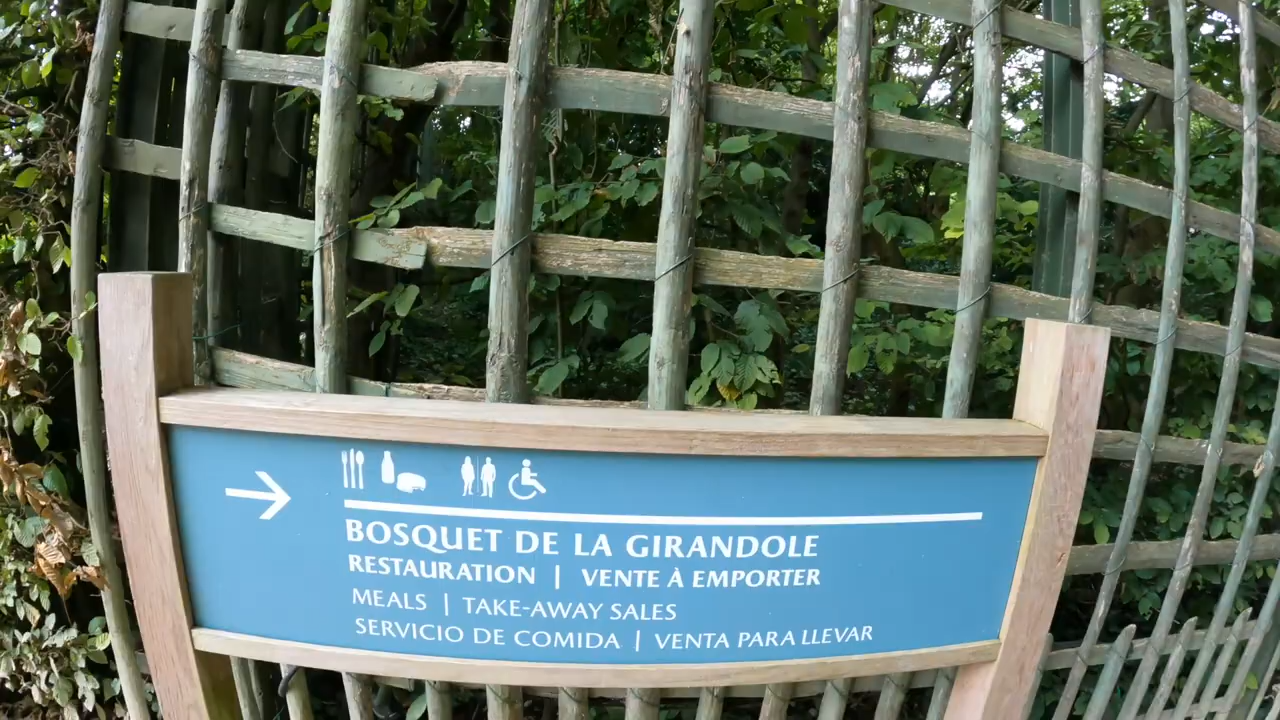 BOSQUET DE LA GIRANDOLE
RESTAURATION | VENTE À EMPORTER
MEALS | TAKE-AWAY SALES
SERVICIO DE COMIDA | VENTA PARA LLEVAR